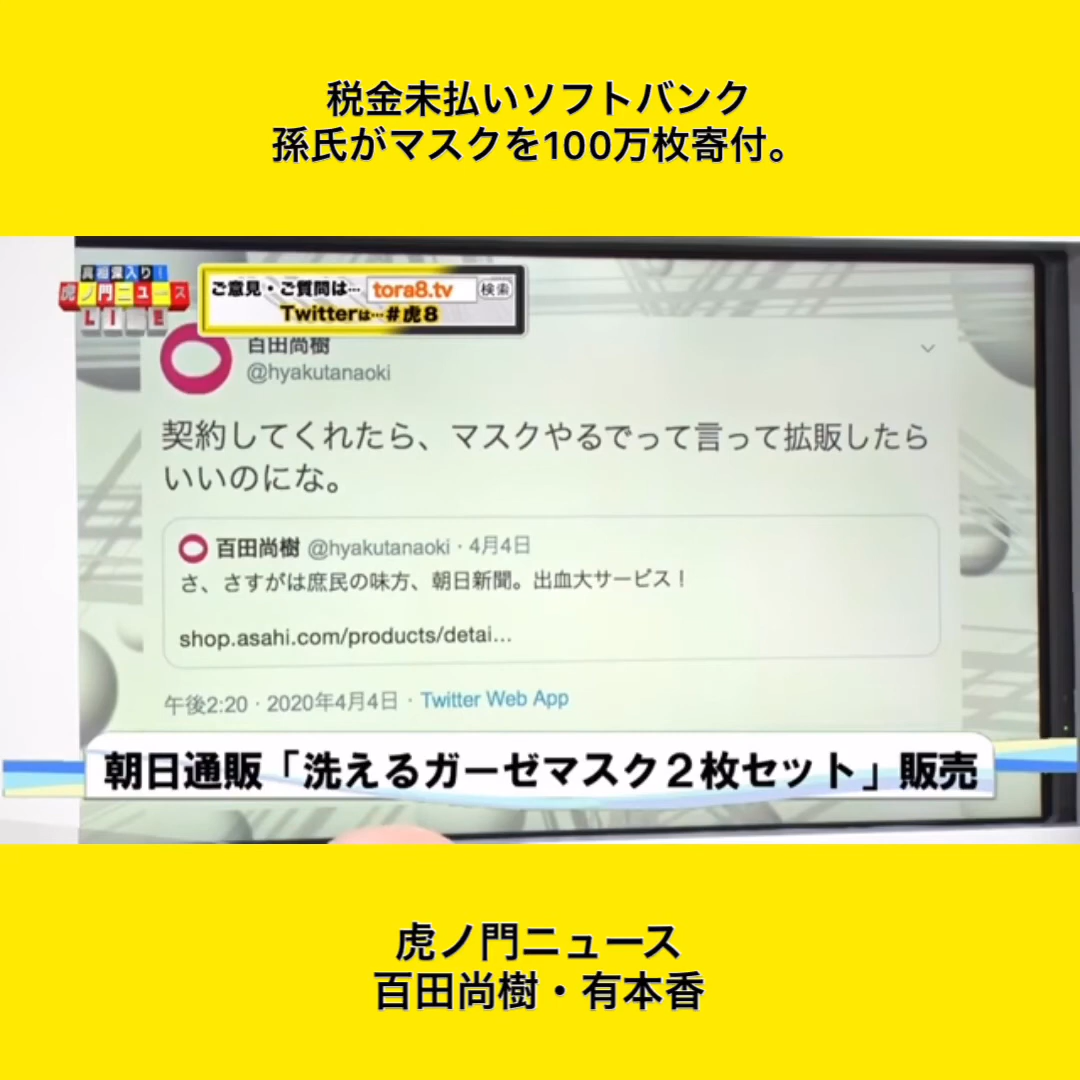 税金未払いソフトバンク
孫氏がマスクを100万枚寄付。
真相深入り!
虎ノ門ニュース
LIVE
ご意見・ご質問は… tora8.tv 検索
Twitterは…#虎8
百田尚樹
@hyakutanaoki
契約してくれたら、マスクやるでって言って拡販したら
いいのにな。
百田尚樹 @hyakutanaoki · 4月4日
さ、さすがは庶民の味方、朝日新聞。出血大サービス！
shop.asahi.com/products/detai...
午後2:20 · 2020年4月4日 · Twitter Web App
朝日通販「洗えるガーゼマスク２枚セット」販売
虎ノ門ニュース
百田尚樹・有本香